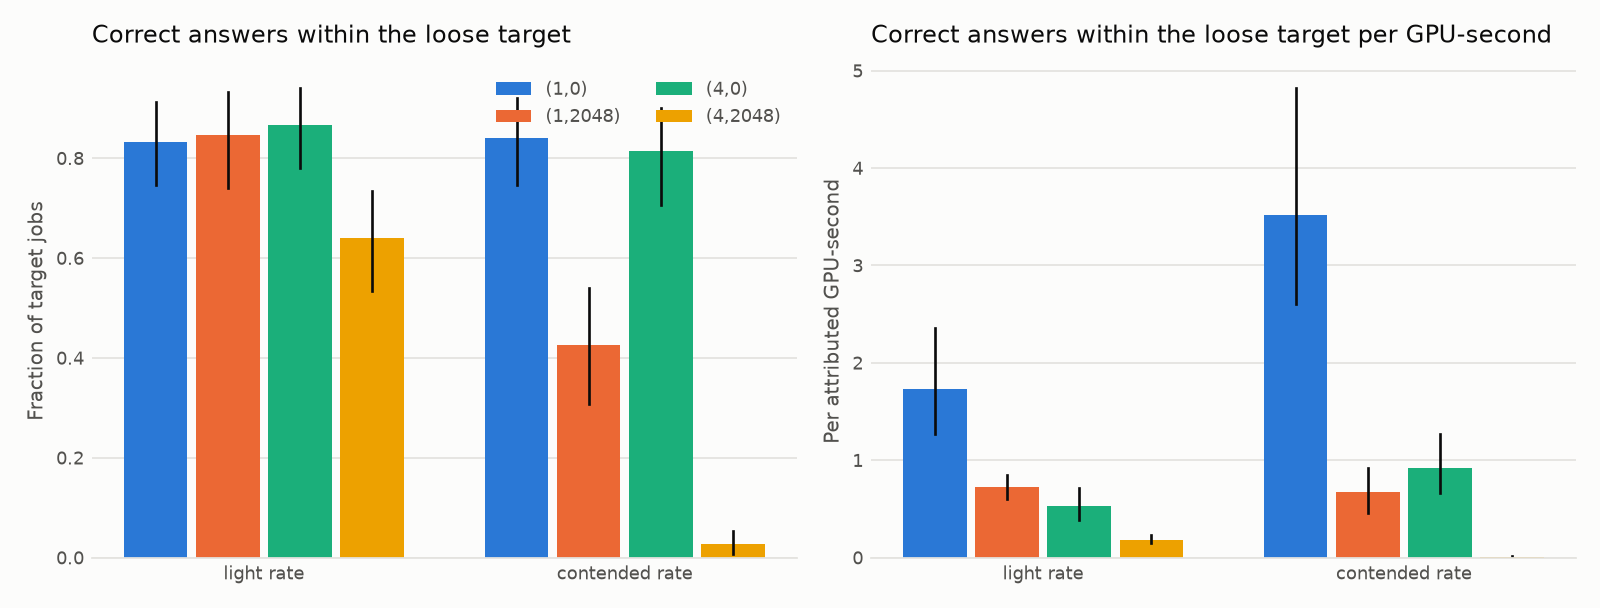 Correct answers within the loose target
(1,0)
(4,0)
(1,2048)
(4,2048)
Fraction of target jobs
0.8
0.6
0.4
0.2
0.0
light rate
contended rate
Correct answers within the loose target per GPU-second
Per attributed GPU-second
5
4
3
2
1
0
light rate
contended rate